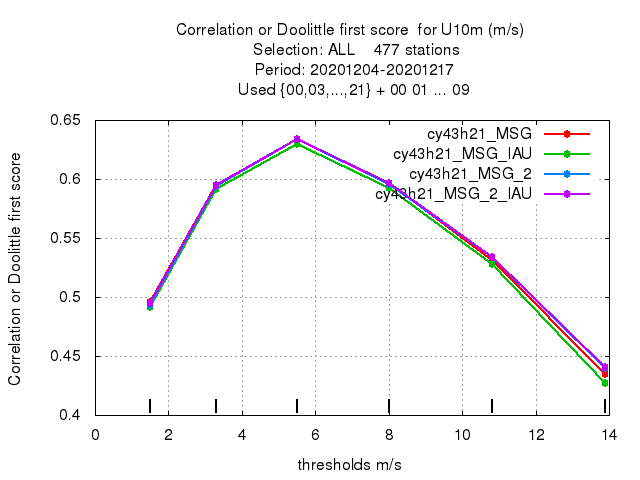 Correlation or Doolittle first score  for U10m (m/s)
Selection: ALL    477 stations
Period: 20201204-20201217
Used {00,03,...,21} + 00 01 ... 09
Correlation or Doolittle first score
0.65
0.6
0.55
0.5
0.45
0.4
cy43h21_MSG
cy43h21_MSG_IAU
cy43h21_MSG_2
cy43h21_MSG_2_IAU
0 2 4 6 8 10 12 14
thresholds m/s